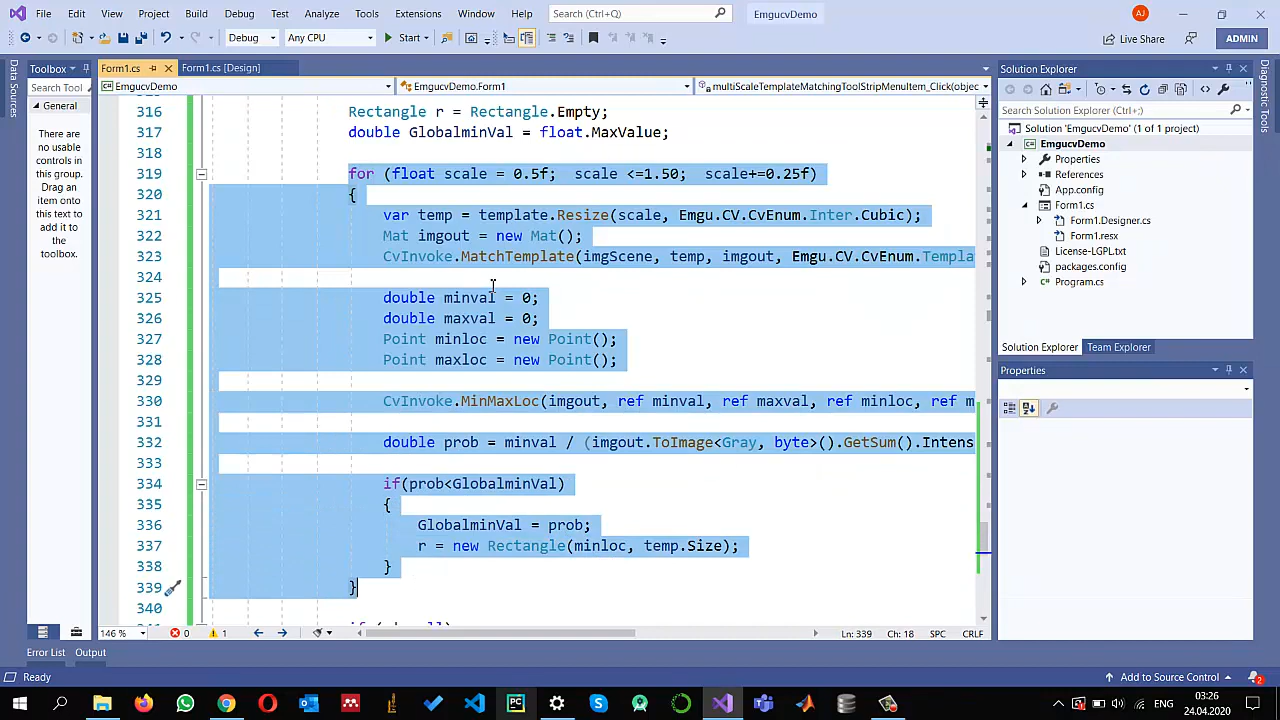 File Edit View Project Build Debug Test Analyze Tools Extensions Window Help Search (Ctrl+Q) EmgucvDemo AJ
Debug Any CPU Start Live Share ADMIN
Data Sources
Toolbox
Search Tool
General
There are
no usable
controls in
this group.
Drag an
item onto
this text to
add it to
the
toolbox.
Form1.cs Form1.cs [Design]
EmgucvDemo EmgucvDemo.Form1 multiScaleTemplateMatchingToolStripMenuItem_Click(objec
316 Rectangle r = Rectangle.Empty;
317 double GlobalminVal = float.MaxValue;
318
319 for (float scale = 0.5f; scale <=1.50; scale+=0.25f)
320 {
321 var temp = template.Resize(scale, Emgu.CV.CvEnum.Inter.Cubic);
322 Mat imgout = new Mat();
323 CvInvoke.MatchTemplate(imgScene, temp, imgout, Emgu.CV.CvEnum.Templa
324
325 double minval = 0;
326 double maxval = 0;
327 Point minloc = new Point();
328 Point maxloc = new Point();
329
330 CvInvoke.MinMaxLoc(imgout, ref minval, ref maxval, ref minloc, ref m
331
332 double prob = minval / (imgout.ToImage<Gray, byte>().GetSum().Intens
333
334 if(prob<GlobalminVal)
335 {
336 GlobalminVal = prob;
337 r = new Rectangle(minloc, temp.Size);
338 }
339 }
340
146 % 0 1 Ln: 339 Ch: 18 SPC CRLF
Solution Explorer
Search Solution Explorer (Ctrl+;)
Solution 'EmgucvDemo' (1 of 1 project)
EmgucvDemo
Properties
References
App.config
Form1.cs
Form1.Designer.cs
Form1.resx
License-LGPL.txt
packages.config
Program.cs
Solution Explorer Team Explorer
Properties
Diagnostic Tools
Error List Output
Ready Add to Source Control 2
PC ENG 03:26
24.04.2020 2